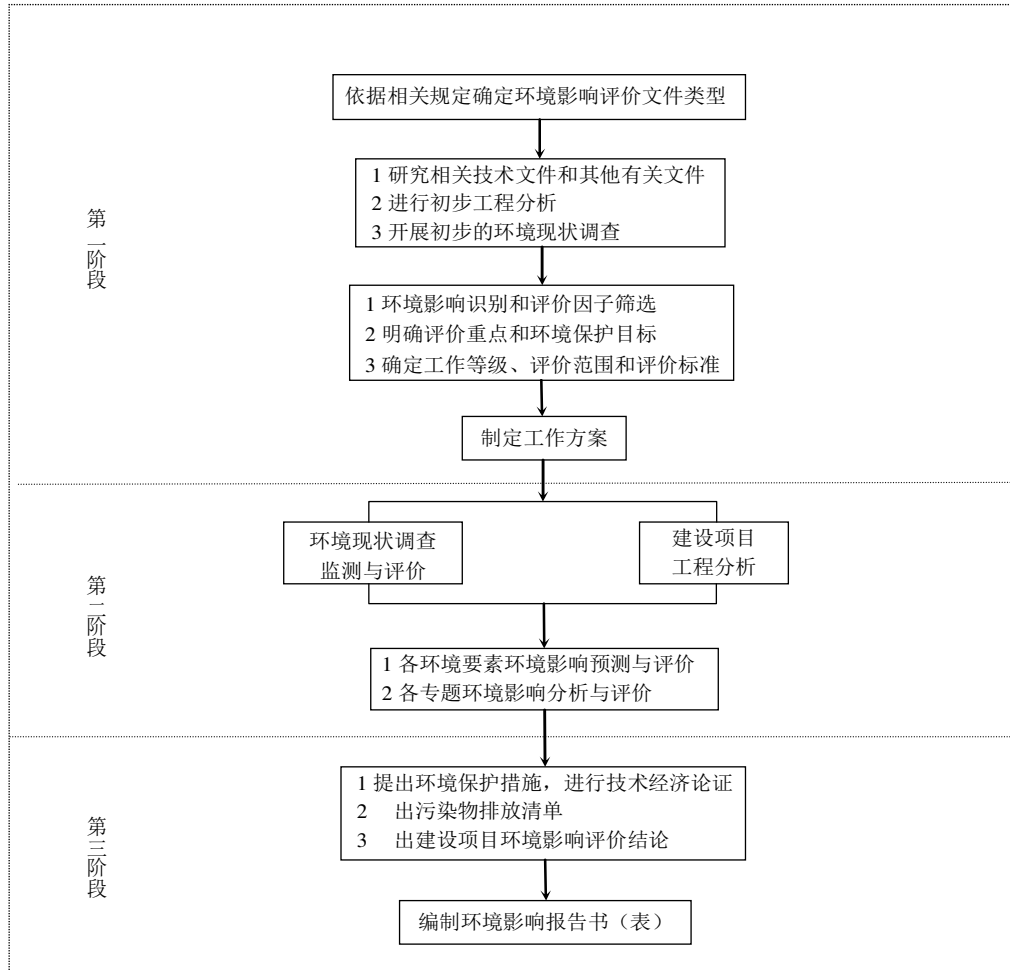 依据相关规定确定环境影响评价文件类型
1 研究相关技术文件和其他有关文件
2 进行初步工程分析
3 开展初步的环境现状调查
第一阶段
1 环境影响识别和评价因子筛选
2 明确评价重点和环境保护目标
3 确定工作等级、评价范围和评价标准
制定工作方案
环境现状调查
监测与评价
建设项目
工程分析
第二阶段
1 各环境要素环境影响预测与评价
2 各专题环境影响分析与评价
1 提出环境保护措施，进行技术经济论证
2 出污染物排放清单
3 出建设项目环境影响评价结论
第三阶段
编制环境影响报告书（表）